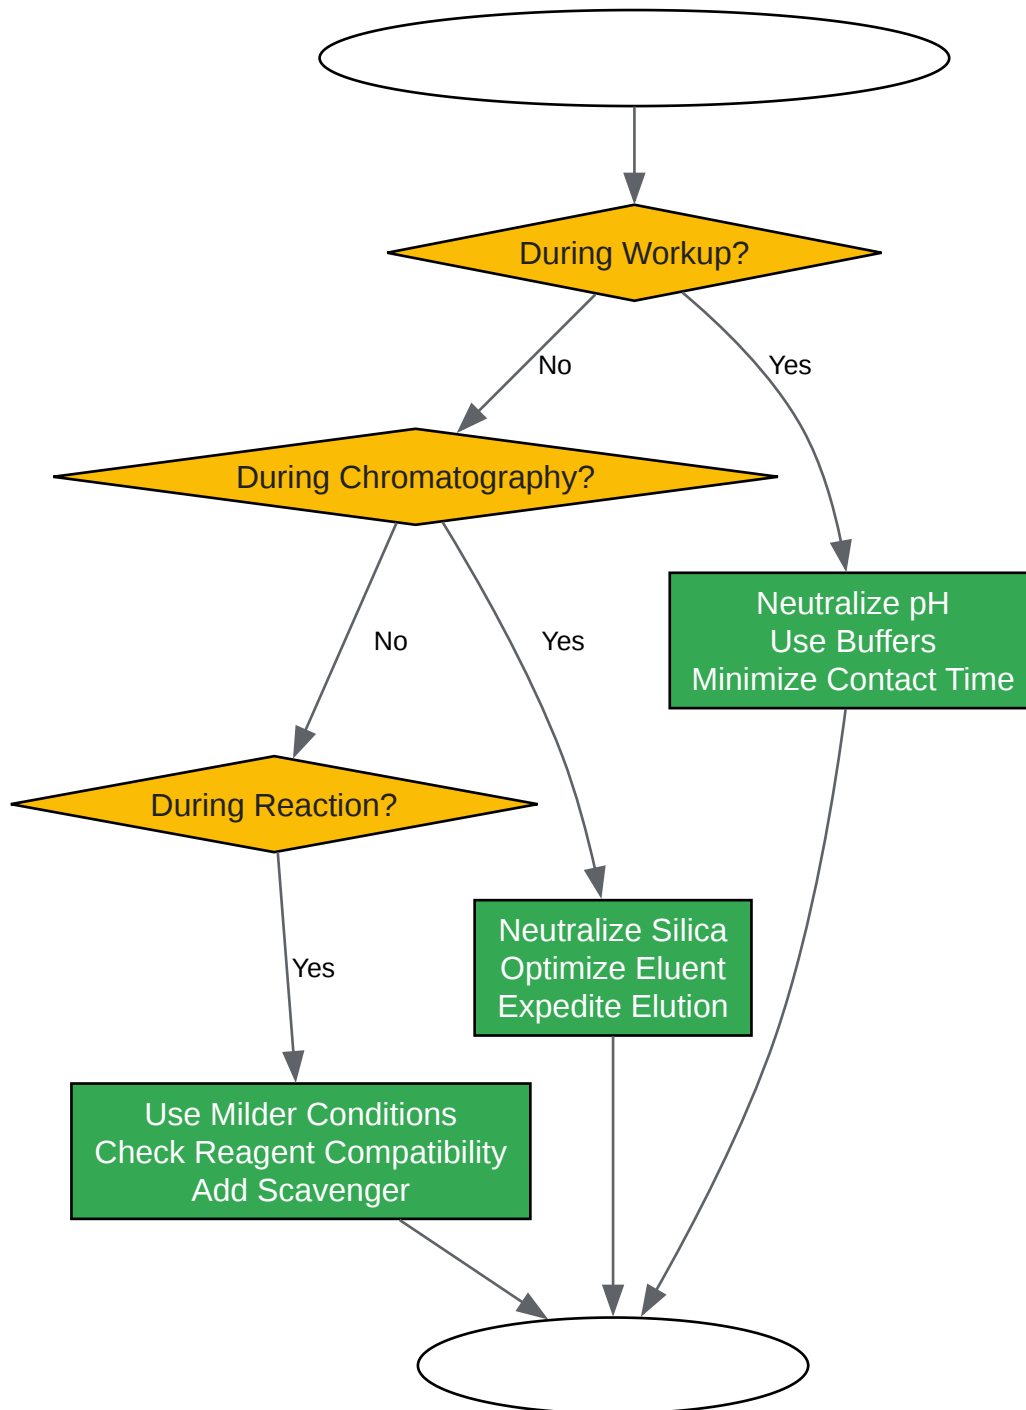 During Workup?
No
Yes
During Chromatography?
Neutralize pH
Use Buffers
Minimize Contact Time
No
Yes
During Reaction?
Neutralize Silica
Optimize Eluent
Expedite Elution
Yes
Use Milder Conditions
Check Reagent Compatibility
Add Scavenger